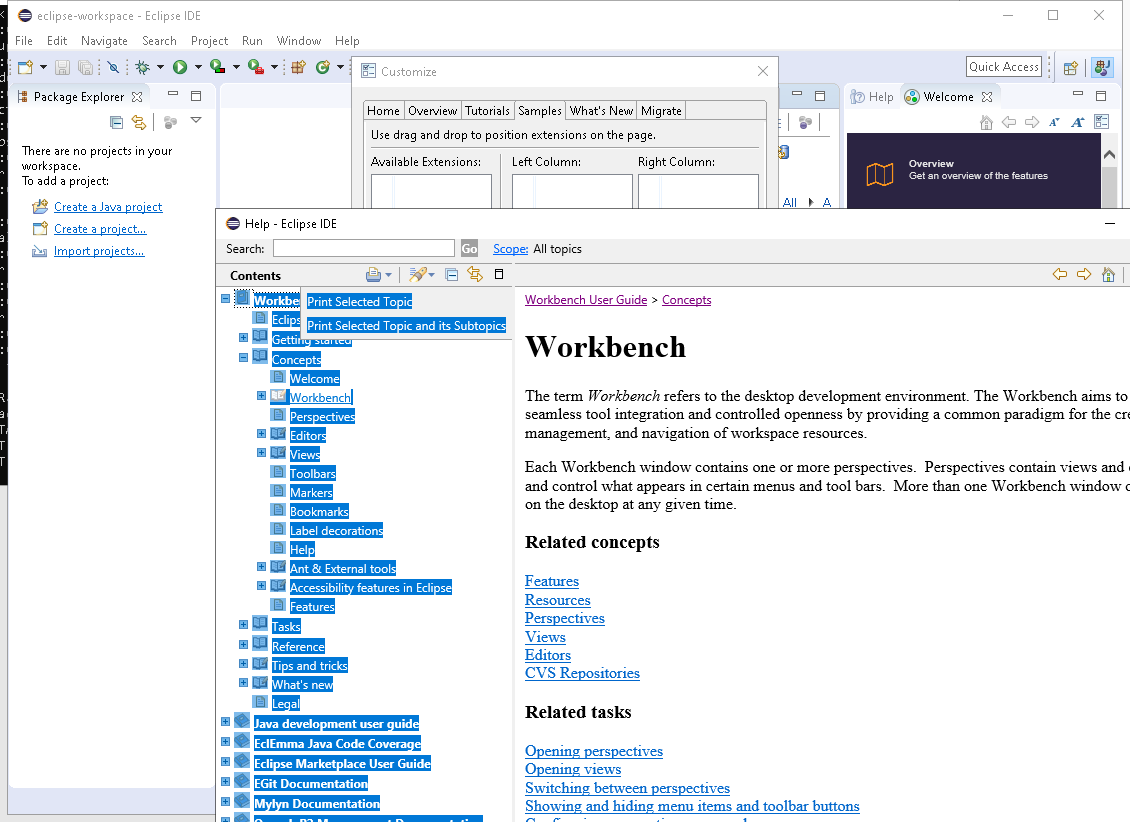 eclipse-workspace - Eclipse IDE
File Edit Navigate Search Project Run Window Help
Quick Access
Package Explorer
There are no projects in your
workspace.
To add a project:
Create a Java project
Create a project...
Import projects...
Customize
Home Overview Tutorials Samples What's New Migrate
Use drag and drop to position extensions on the page.
Available Extensions: Left Column: Right Column:
All A
Help Welcome
Overview
Get an overview of the features
Help - Eclipse IDE
Search: Go Scope: All topics
Contents
Print Selected Topic
Print Selected Topic and its Subtopics
Getting started
Concepts
Welcome
Workbench
Perspectives
Editors
Views
Toolbars
Markers
Bookmarks
Label decorations
Help
Ant & External tools
Accessibility features in Eclipse
Features
Tasks
Reference
Tips and tricks
What's new
Legal
Java development user guide
EclEmma Java Code Coverage
Eclipse Marketplace User Guide
EGit Documentation
Mylyn Documentation
Workbench User Guide > Concepts
Workbench
The term Workbench refers to the desktop development environment. The Workbench aims to
seamless tool integration and controlled openness by providing a common paradigm for the
management, and navigation of workspace resources.
Each Workbench window contains one or more perspectives. Perspectives contain views and
and control what appears in certain menus and tool bars. More than one Workbench window
on the desktop at any given time.
Related concepts
Features
Resources
Perspectives
Views
Editors
CVS Repositories
Related tasks
Opening perspectives
Opening views
Switching between perspectives
Showing and hiding menu items and toolbar buttons